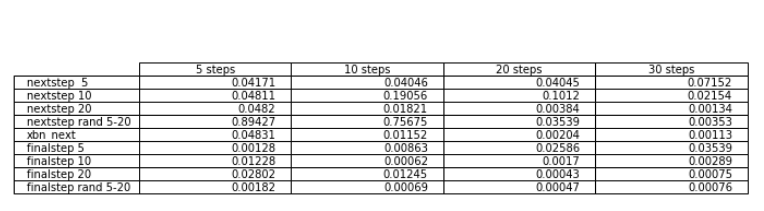 5 steps 10 steps 20 steps 30 steps
nextstep 5 0.04171 0.04046 0.04045 0.07152
nextstep 10 0.04811 0.19056 0.1012 0.02154
nextstep 20 0.0482 0.01821 0.00384 0.00134
nextstep rand 5-20 0.89427 0.75675 0.03539 0.00353
xbn next 0.04831 0.01152 0.00204 0.00113
finalstep 5 0.00128 0.00863 0.02586 0.03539
finalstep 10 0.01228 0.00062 0.0017 0.00289
finalstep 20 0.02802 0.01245 0.00043 0.00075
finalstep rand 5-20 0.00182 0.00069 0.00047 0.00076